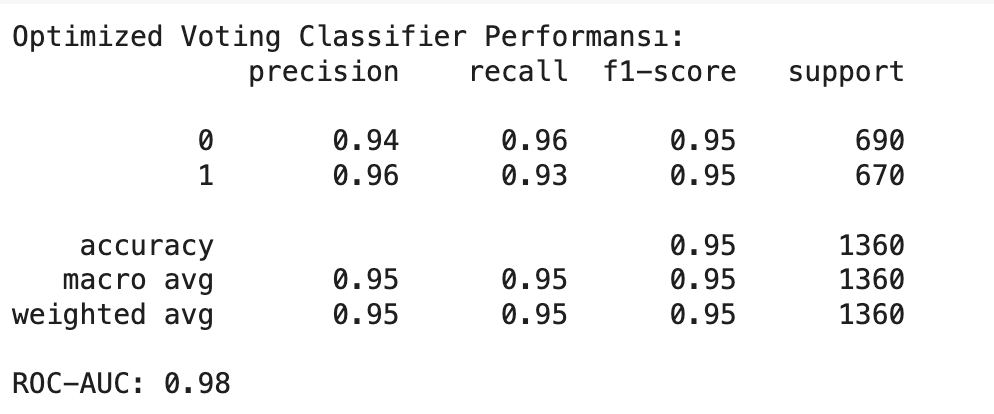 Optimized Voting Classifier Performansı:
precision recall f1-score support
0 0.94 0.96 0.95 690
1 0.96 0.93 0.95 670
accuracy 0.95 1360
macro avg 0.95 0.95 0.95 1360
weighted avg 0.95 0.95 0.95 1360
ROC-AUC: 0.98